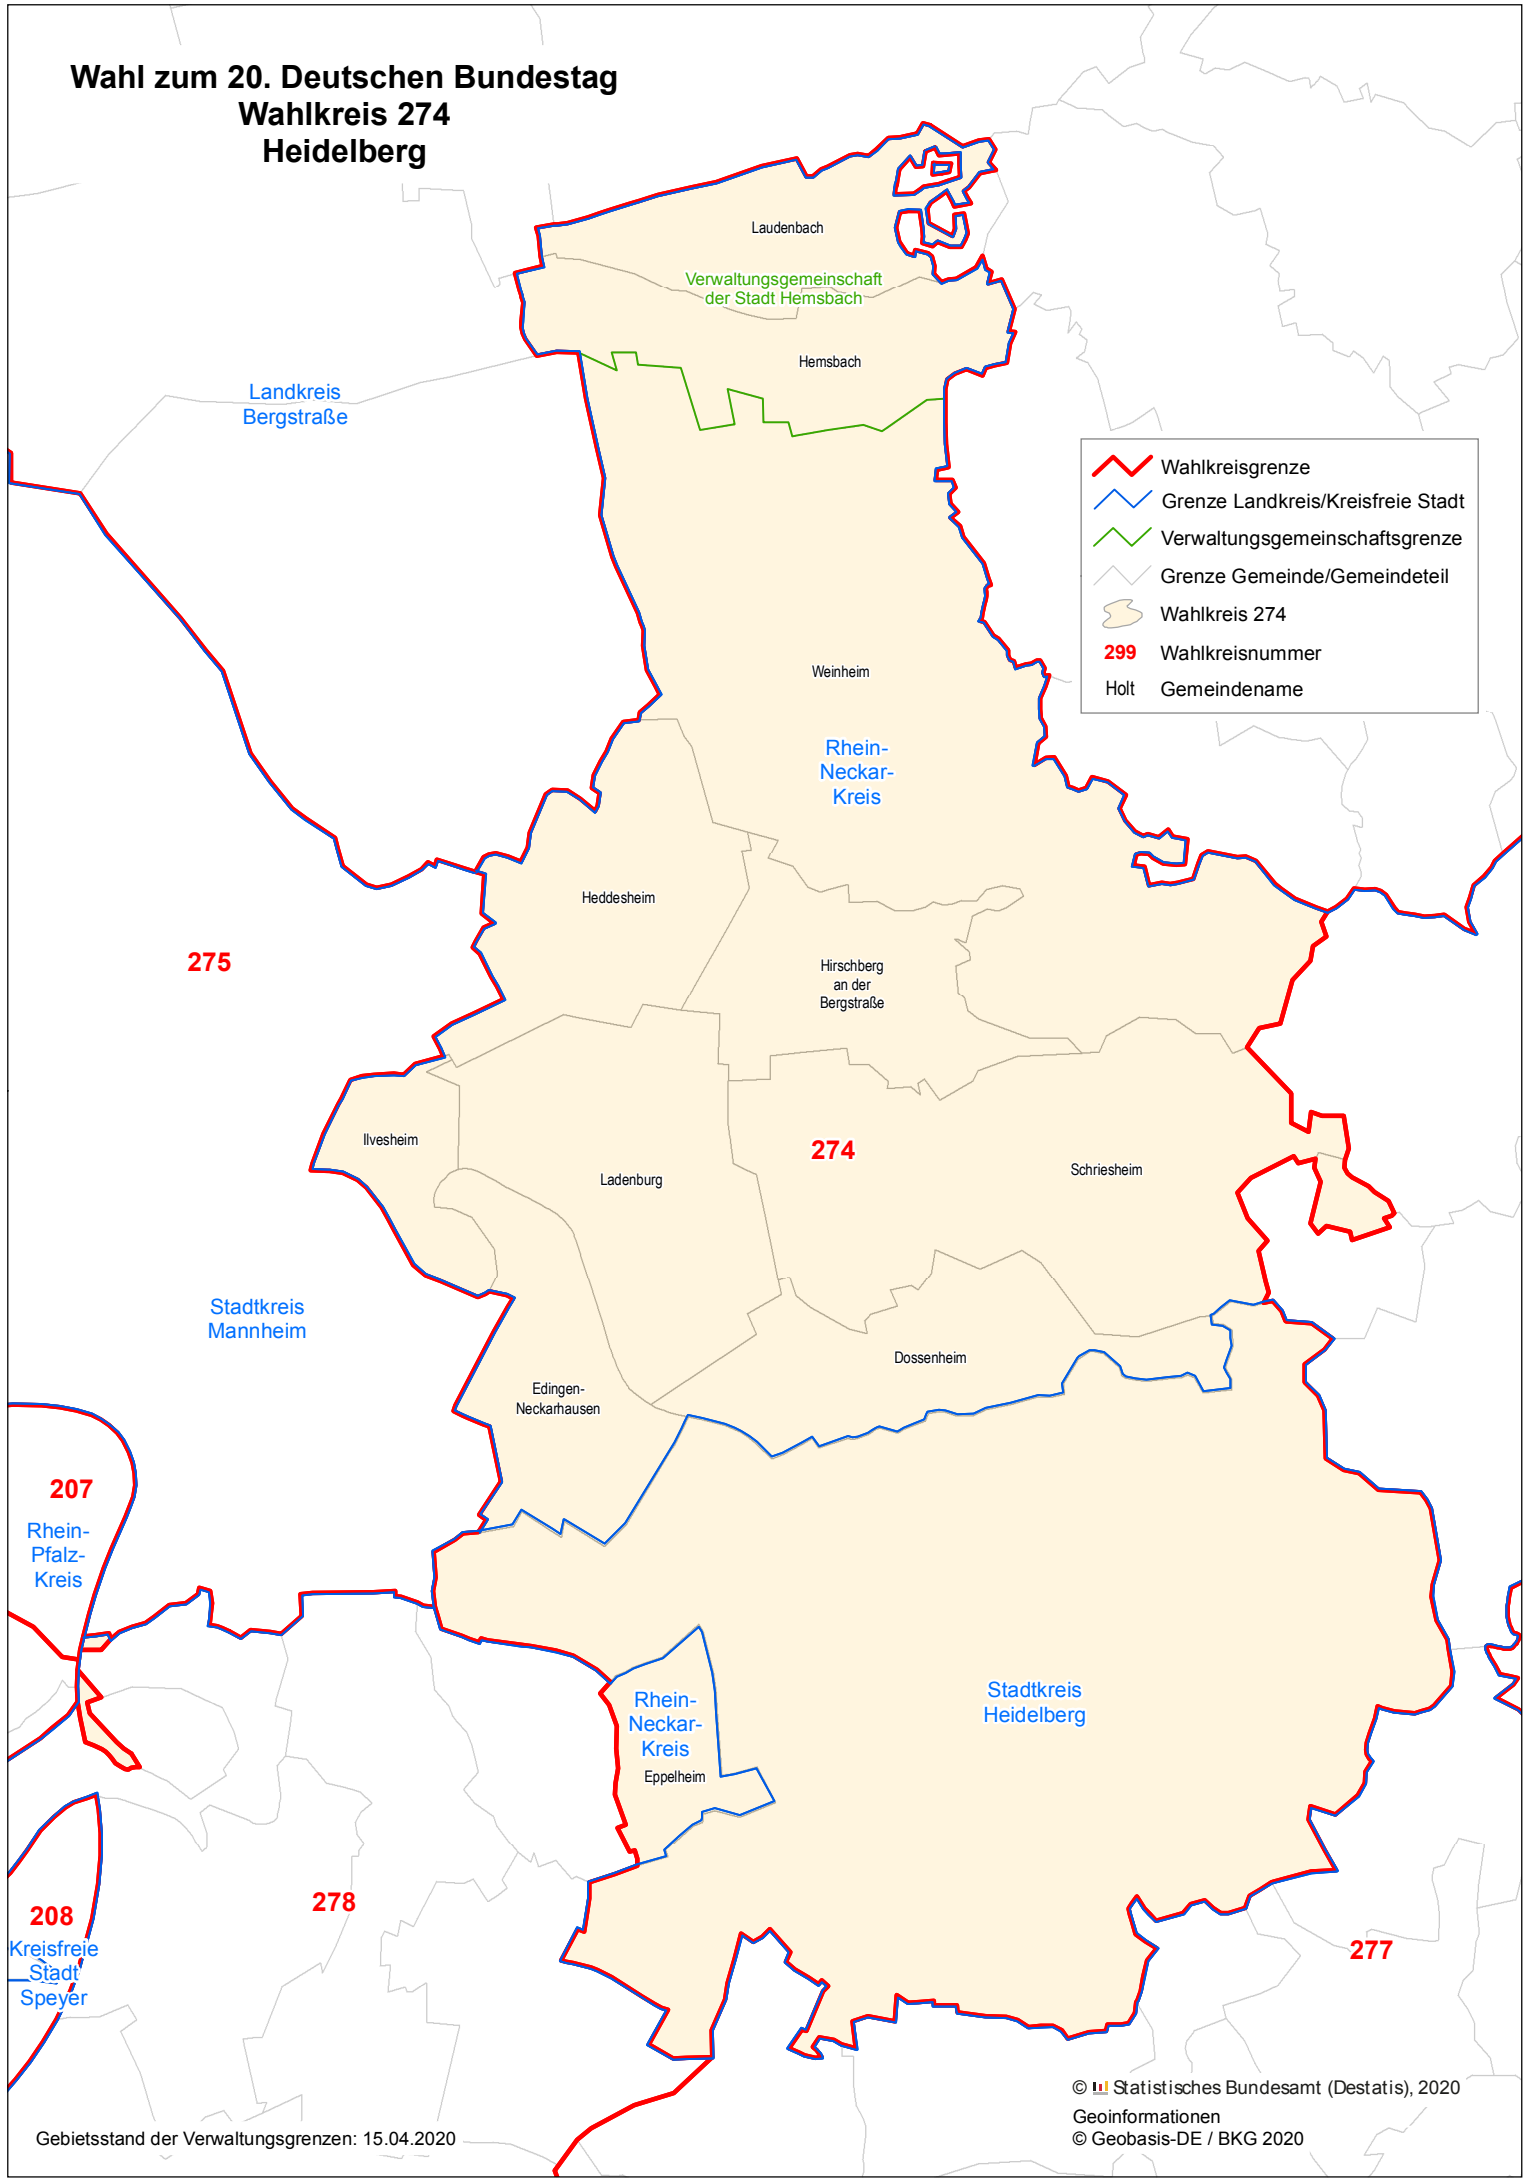 Wahl zum 20. Deutschen Bundestag
Wahlkreis 274
Heidelberg
Laudenbach
Verwaltungsgemeinschaft
der Stadt Hemsbach
Hemsbach
Landkreis
Bergstraße
Wahlkreisgrenze
Grenze Landkreis/Kreisfreie Stadt
Verwaltungsgemeinschaftsgrenze
Grenze Gemeinde/Gemeindeteil
Wahlkreis 274
299 Wahlkreisnummer
Holt Gemeindename
Weinheim
Rhein-
Neckar-
Kreis
Heddesheim
275
Hirschberg
an der
Bergstraße
Ilvesheim
274
Ladenburg
Schriesheim
Stadtkreis
Mannheim
Dossenheim
Edingen-
Neckarhausen
207
Rhein-
Pfalz-
Kreis
Rhein-
Neckar-
Kreis
Eppelheim
Stadtkreis
Heidelberg
278
208
Kreisfreie
Stadt
Speyer
277
© Statistisches Bundesamt (Destatis), 2020
Geoinformationen
© Geobasis-DE / BKG 2020
Gebietsstand der Verwaltungsgrenzen: 15.04.2020